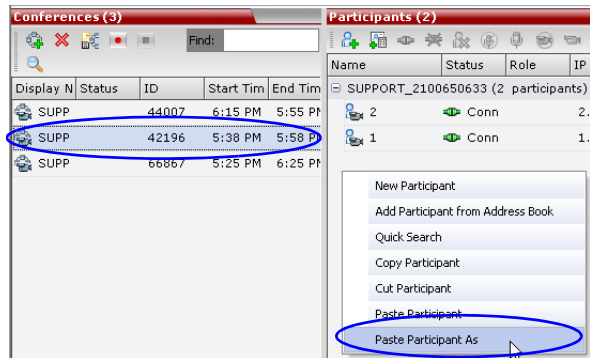 Conferences (3)
Find:
Display N Status ID Start Tim End Tim
SUPP 44007 6:15 PM 5:55 PM
SUPP 42196 5:38 PM 5:58 PM
SUPP 66867 5:25 PM 6:25 PM
Participants (2)
Name Status Role IP
SUPPORT_2100650633 (2 participants)
2 Conn 2.
1 Conn 1.
New Participant
Add Participant from Address Book
Quick Search
Copy Participant
Cut Participant
Paste Participant
Paste Participant As